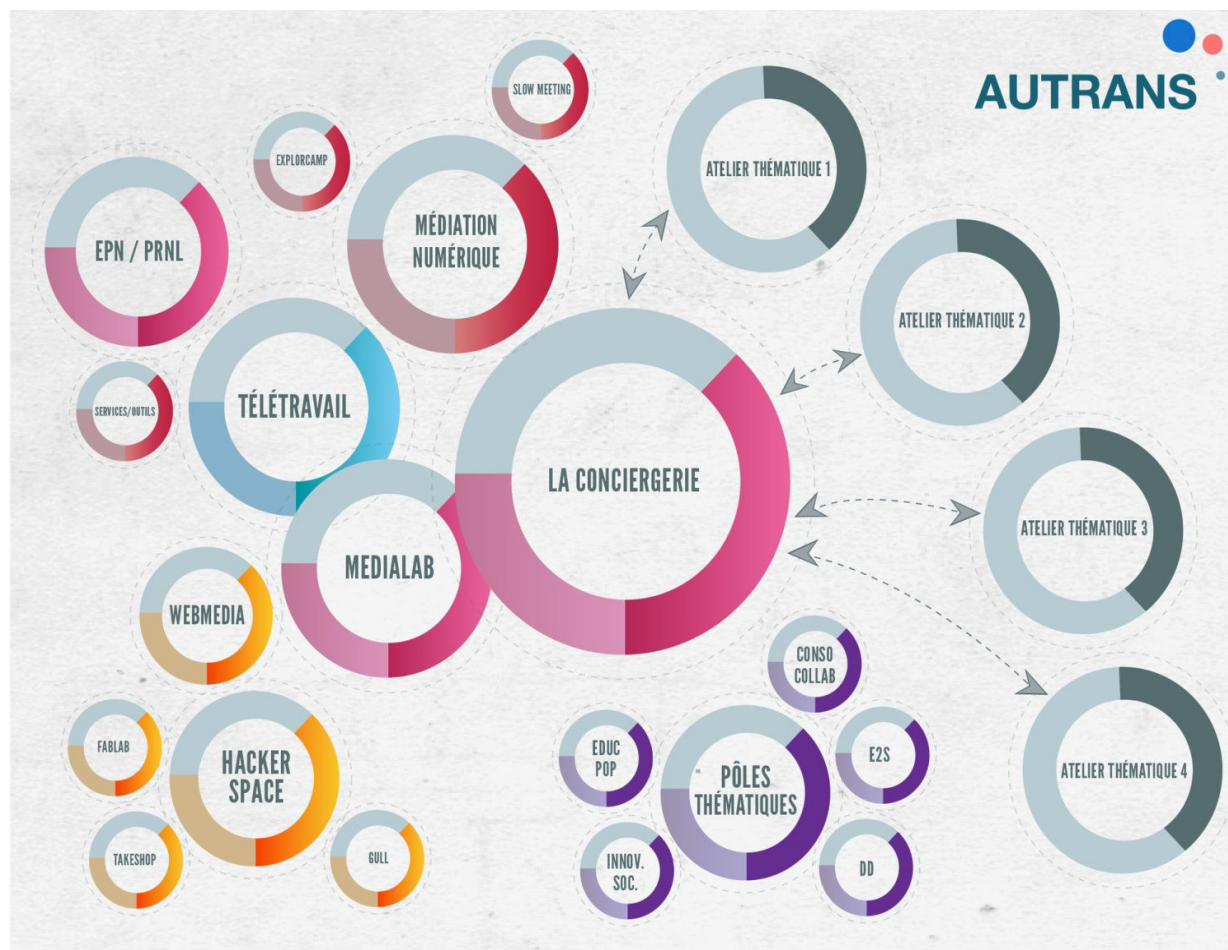 SLOW MEETING
AUTRANS
EXPLORCAMP
ATELIER THÉMATIQUE 1
MÉDIATION
NUMÉRIQUE
EPN / PRNL
ATELIER THÉMATIQUE 2
TÉLÉTRAVAIL
SERVICES/OUTILS
LA CONCIERGERIE
ATELIER THÉMATIQUE 3
MEDIALAB
WEBMEDIA
CONSO
COLLAB
FABLAB
HACKER
SPACE
EDUC
POP
E2S
PÔLES
THÉMATIQUES
ATELIER THÉMATIQUE 4
TAKESHOP
GULL
INNOV.
SOC.
DD